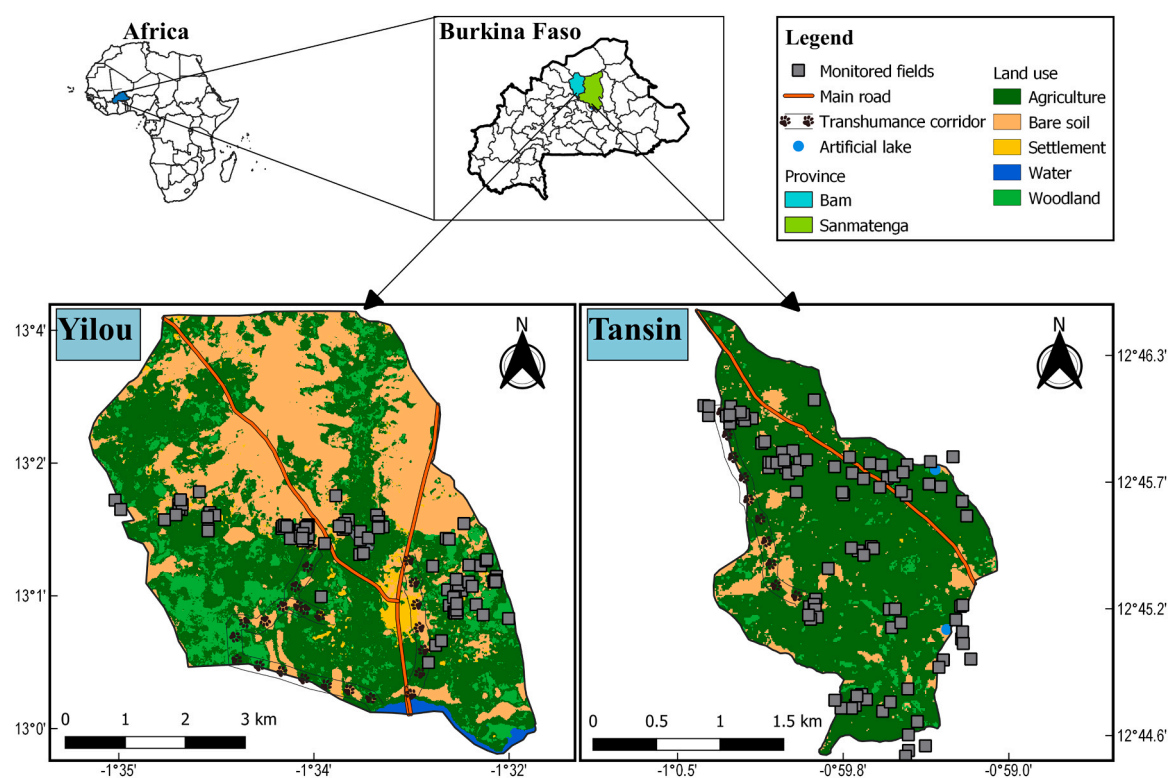 Africa
Burkina Faso
Legend
Monitored fields
Main road
Transhumance corridor
Artificial lake
Province
Bam
Sanmatenga
Land use
Agriculture
Bare soil
Settlement
Water
Woodland
Yilou
N
13°4'
13°2'
13°1'
13°0'
0 1 2 3 km
-1°35' -1°34' -1°32'
Tansin
N
12°46.3'
12°45.7'
12°45.2'
12°44.6'
0 0.5 1 1.5 km
-1°0.5' -0°59.8' -0°59.0'